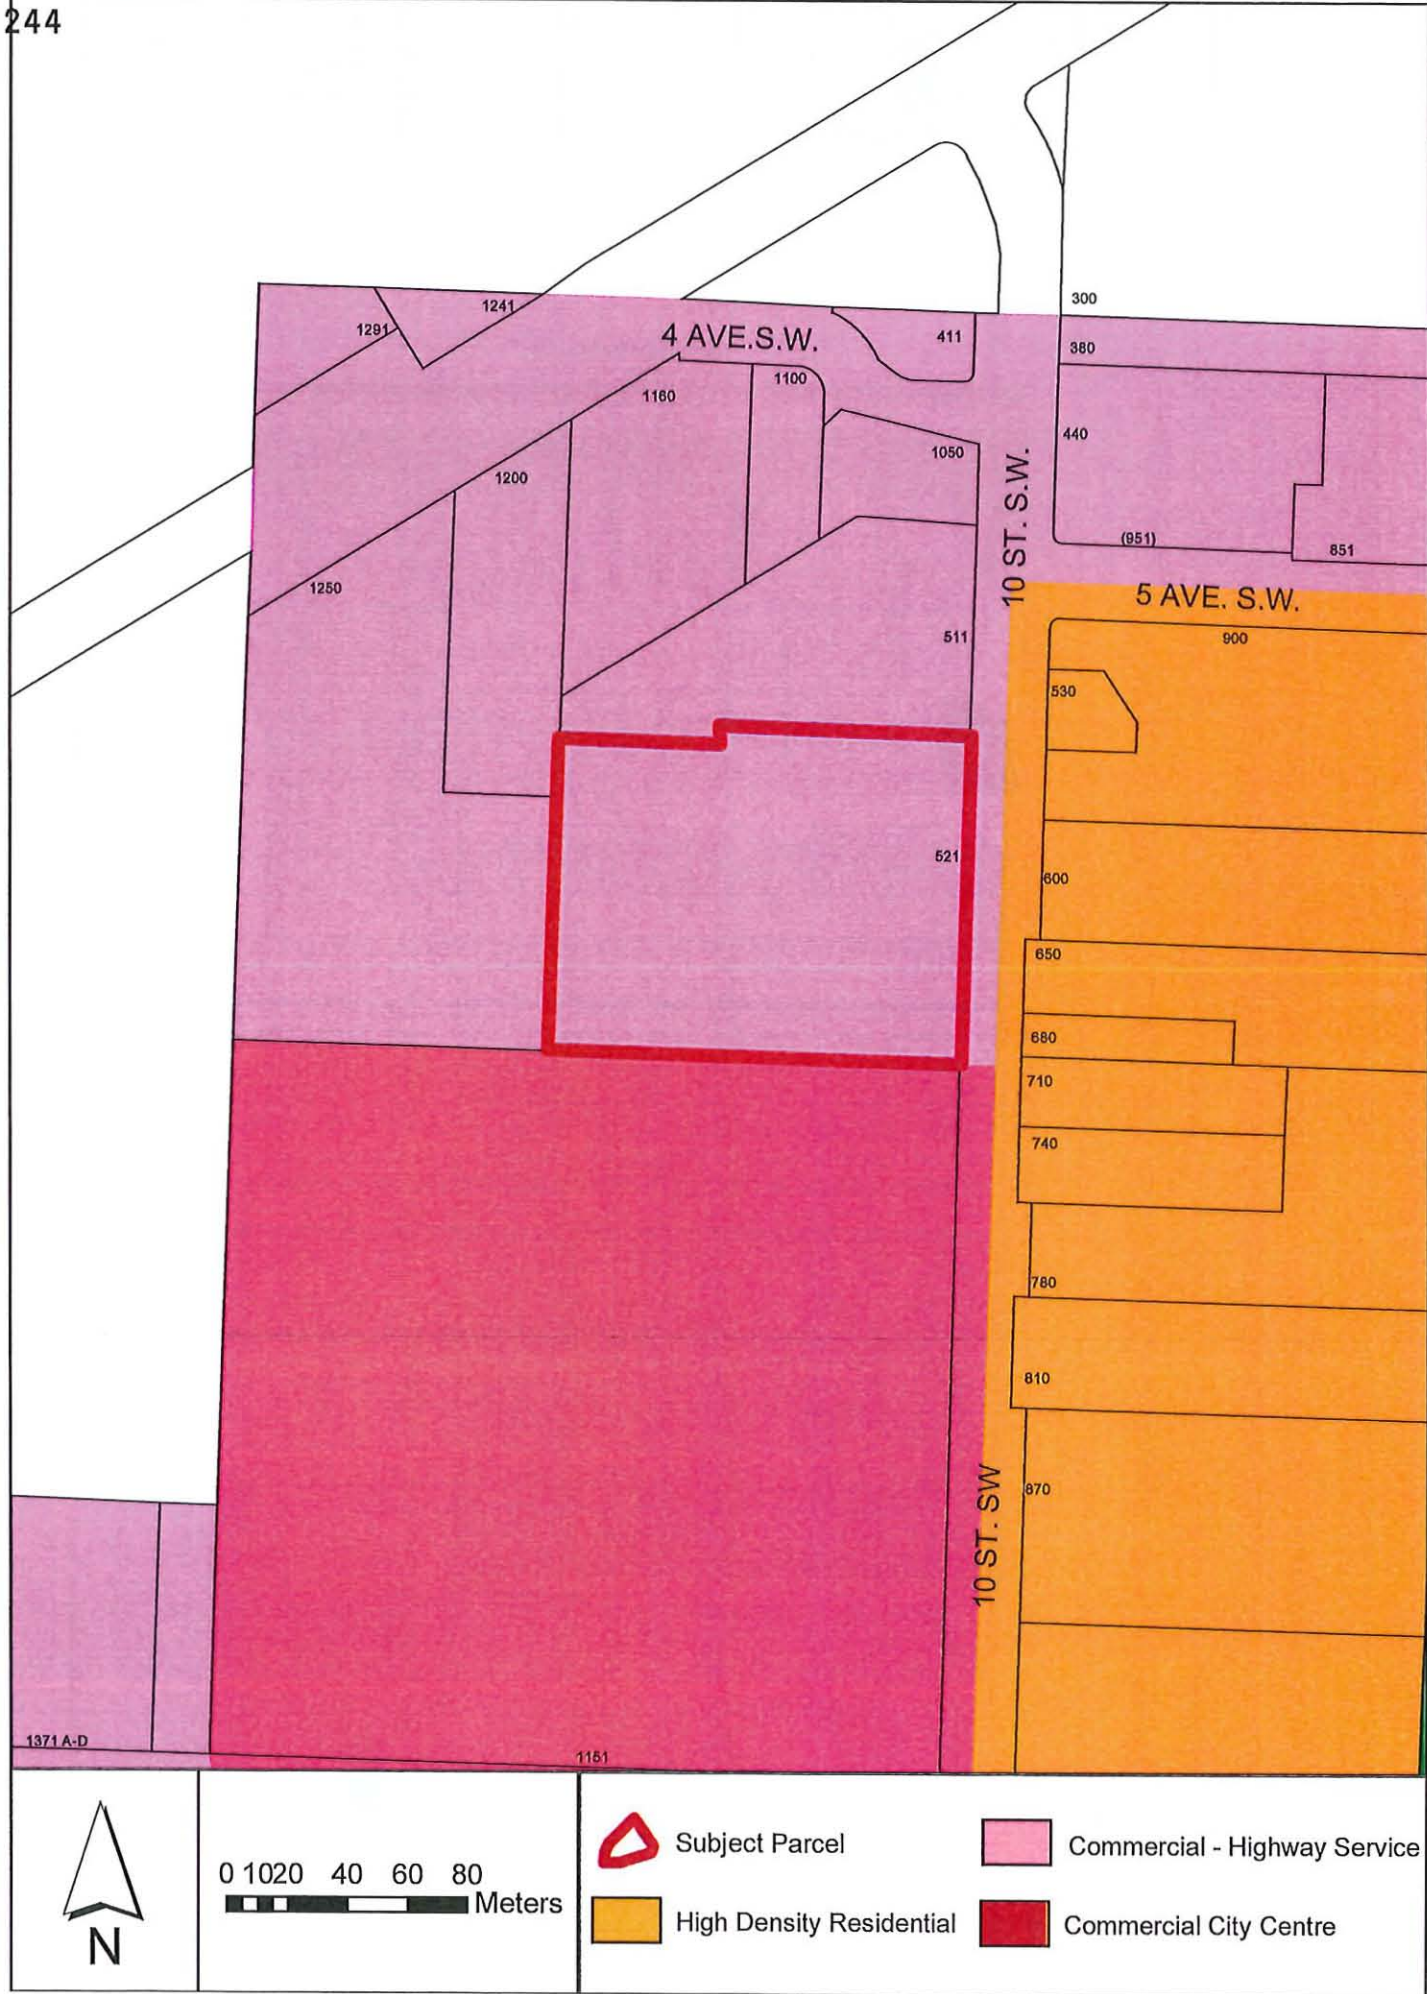 244
1241
1291
4 AVE.S.W.
411
300
380
1160
1100
440
1050
1200
10 ST. S.W.
(951)
851
1250
5 AVE. S.W.
900
511
530
521
600
650
680
710
740
780
810
870
10 ST. SW
1371 A-D
1151
N
0 1020 40 60 80
Meters
Subject Parcel
Commercial - Highway Service
High Density Residential
Commercial City Centre